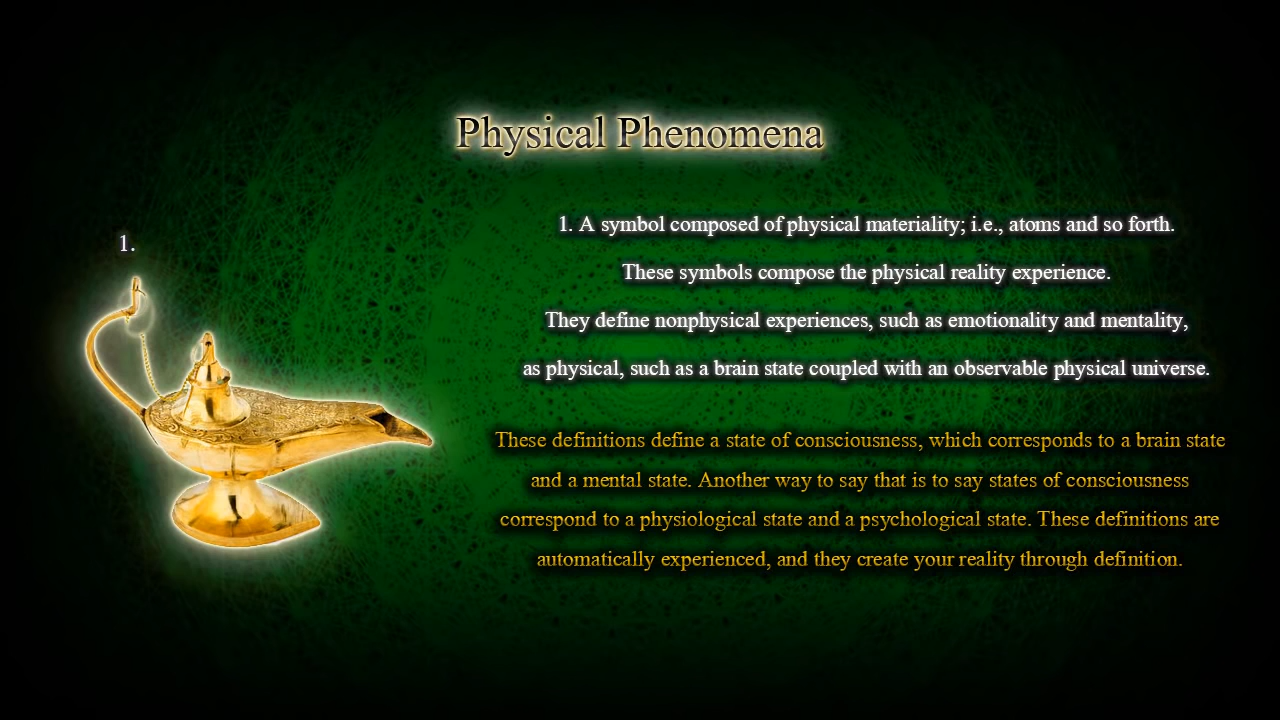 Physical Phenomena
1.
1. A symbol composed of physical materiality; i.e., atoms and so forth.
These symbols compose the physical reality experience.
They define nonphysical experiences, such as emotionality and mentality,
as physical, such as a brain state coupled with an observable physical universe.
These definitions define a state of consciousness, which corresponds to a brain state
and a mental state. Another way to say that is to say states of consciousness
correspond to a physiological state and a psychological state. These definitions are
automatically experienced, and they create your reality through definition.